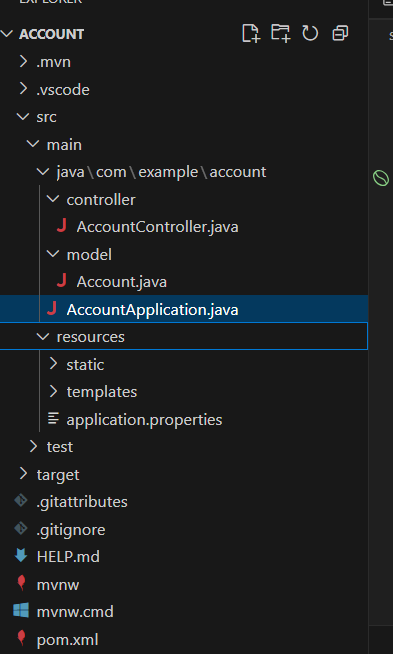 ACCOUNT
.mvn
.vscode
src
main
java\com\example\account
controller
J AccountController.java
model
J Account.java
J AccountApplication.java
resources
static
templates
application.properties
test
target
.gitattributes
.gitignore
HELP.md
mvnw
mvnw.cmd
pom.xml